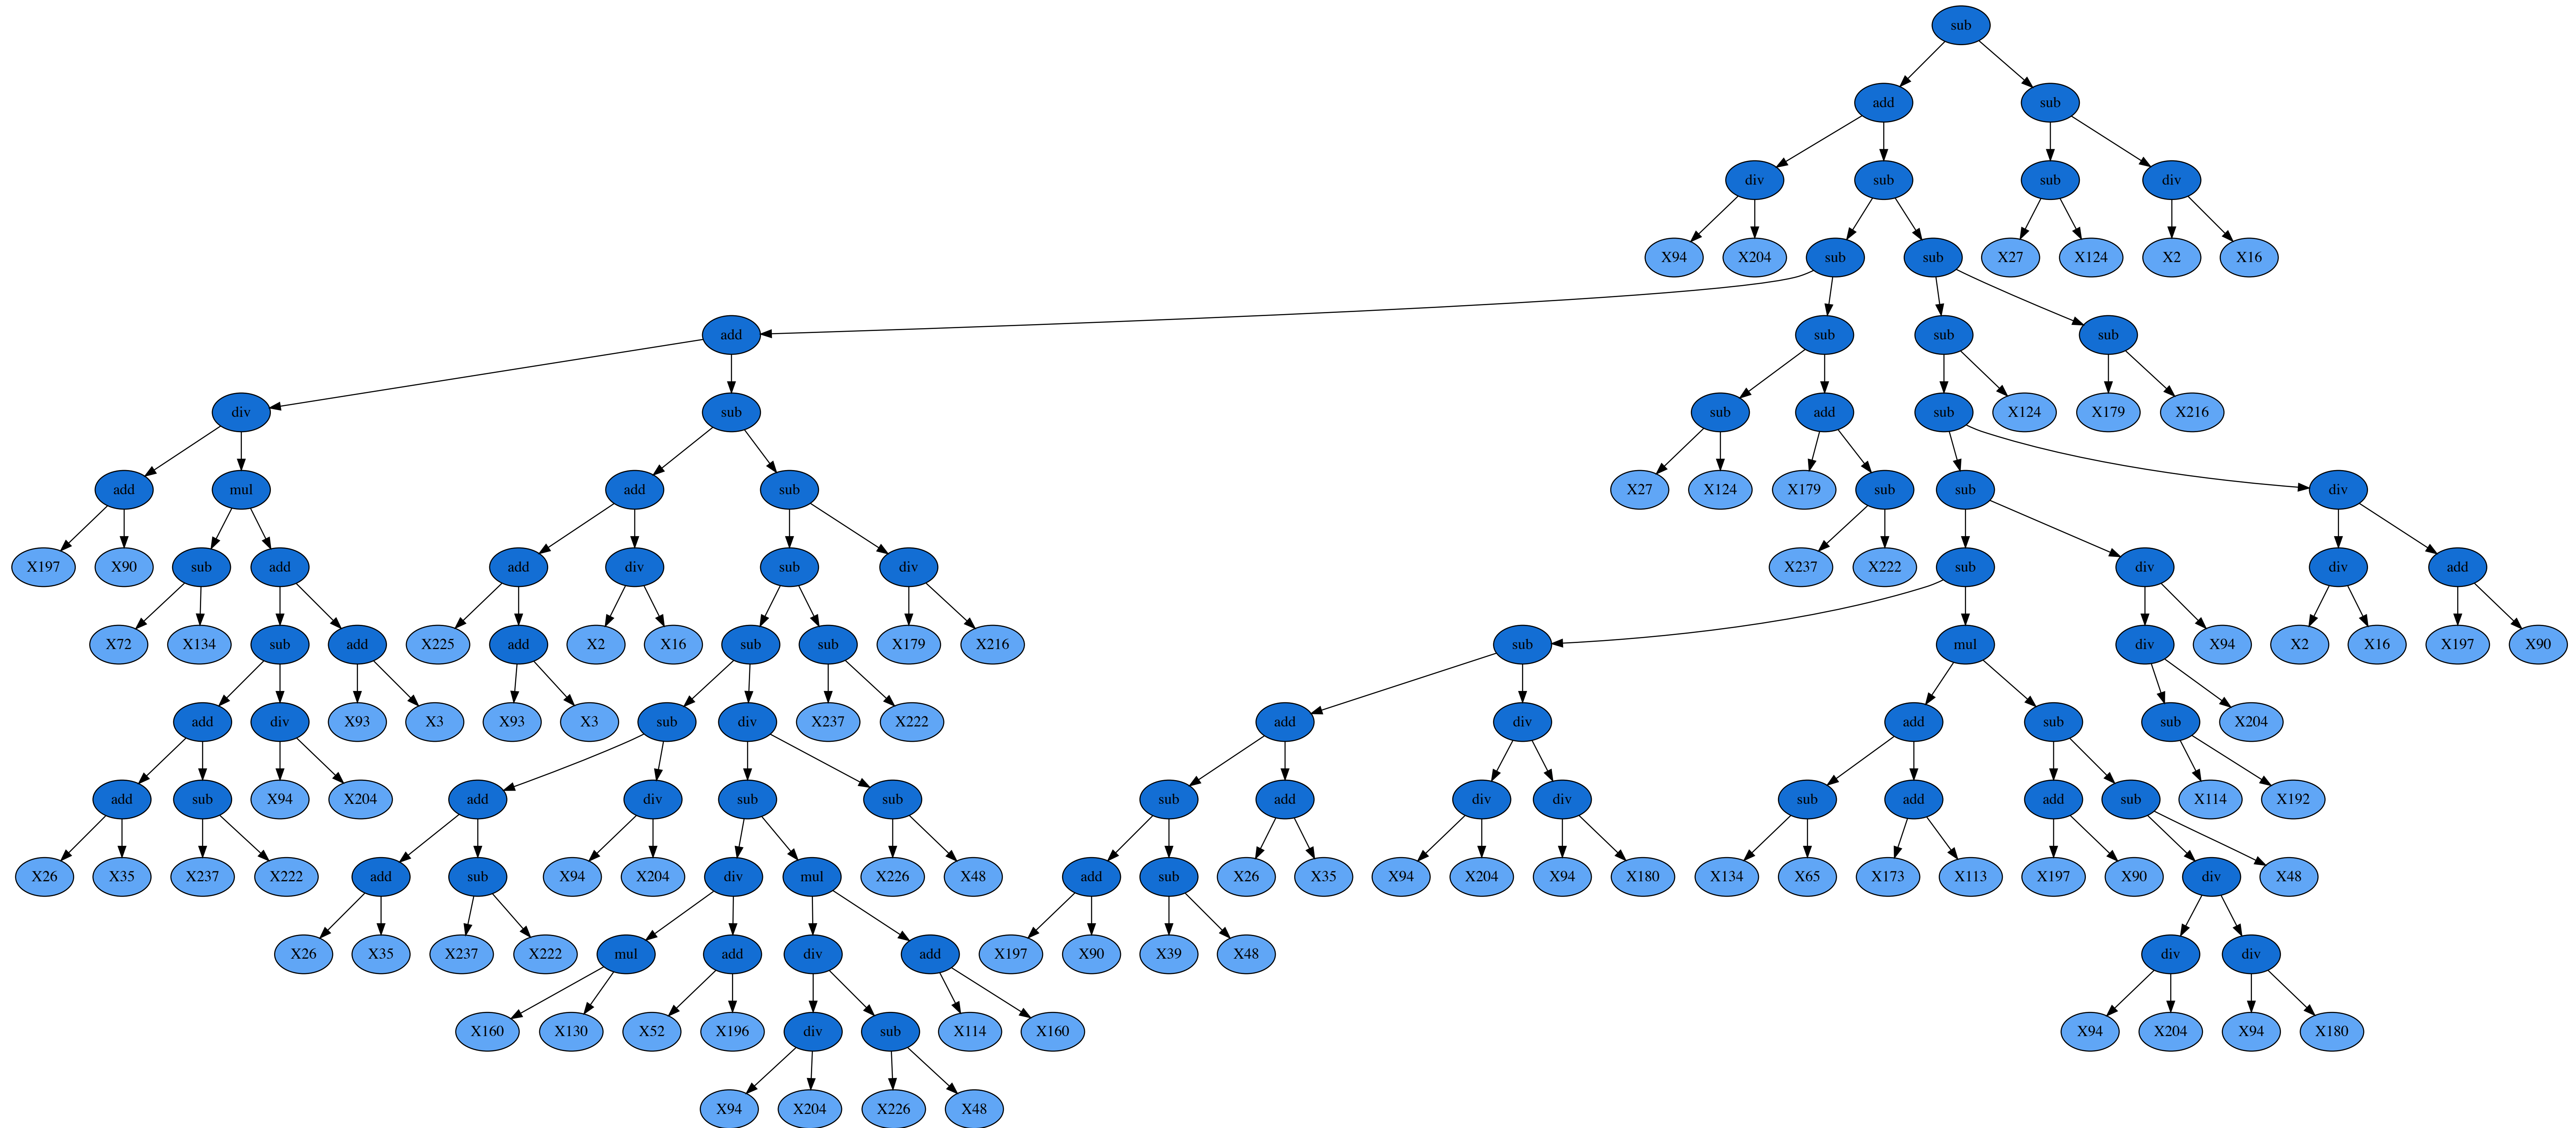 sub
add sub
div sub sub div
X94 X204 sub sub X27 X124 X2 X16
add sub sub sub
div sub sub add sub X124 X179 X216
add mul add sub X27 X124 X179 sub sub div
X197 X90 sub add add div sub div X237 X222 sub div div add
X72 X134 sub add X225 add X2 X16 sub sub X179 X216 sub mul div X94 X2 X16 X197 X90
add div X93 X3 X93 X3 sub div X237 X222 add div add sub sub X204
add sub X94 X204 add div sub sub sub add div div sub add add sub X114 X192
X26 X35 X237 X222 add sub X94 X204 div mul X226 X48 add sub X26 X35 X94 X204 X94 X180 X134 X65 X173 X113 X197 X90 div X48
X26 X35 X237 X222 mul add div add X197 X90 X39 X48 div div
X160 X130 X52 X196 div sub X114 X160 X94 X204 X94 X180
X94 X204 X226 X48